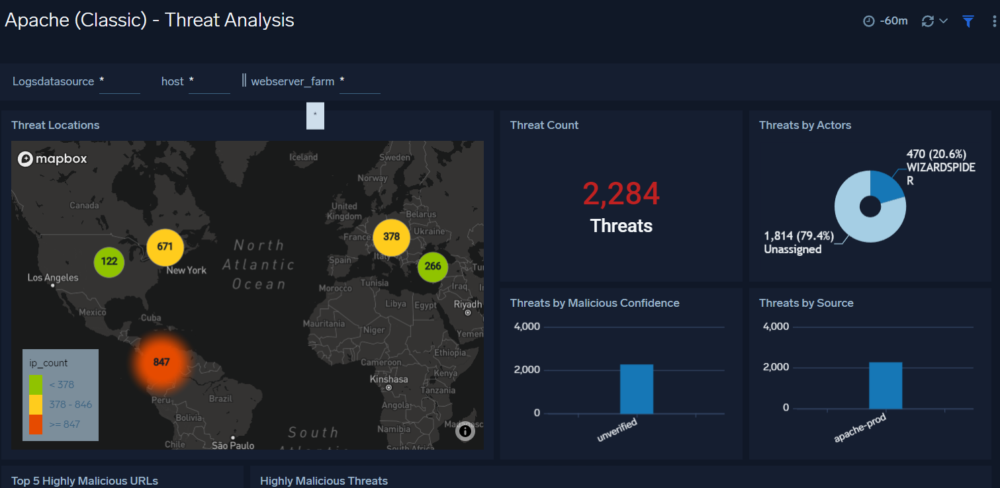 Apache (Classic) - Threat Analysis
-60m
Logsdatasource *
host *
webserver_farm *
*
Threat Locations
mapbox
Iceland
Sweden
Norway
Canada
United
Kingdom
Belarus
France
Ukraine
North
Atlantic
Ocean
671
378
122
266
New York
Los Angeles
Spain
Morocco
Tunisia
Iraq
Libya
Egypt
Riyadh
Mexico
Cuba
Mauritania
Niger
Yemen
Ethiopia
Cameroon
Kenya
Kinshasa
Tanzania
847
Peru
Brazil
Angola
Bolivia
Namibia
Chile
São Paulo
South
ip_count
< 378
378 - 846
>= 847
Threat Count
2,284
Threats
Threats by Actors
470 (20.6%)
WIZARDSPIDE
R
1,814 (79.4%)
Unassigned
Threats by Malicious Confidence
4,000
2,000
0
unverified
Threats by Source
4,000
2,000
0
apache-prod
Top 5 Highly Malicious URLs
Highly Malicious Threats